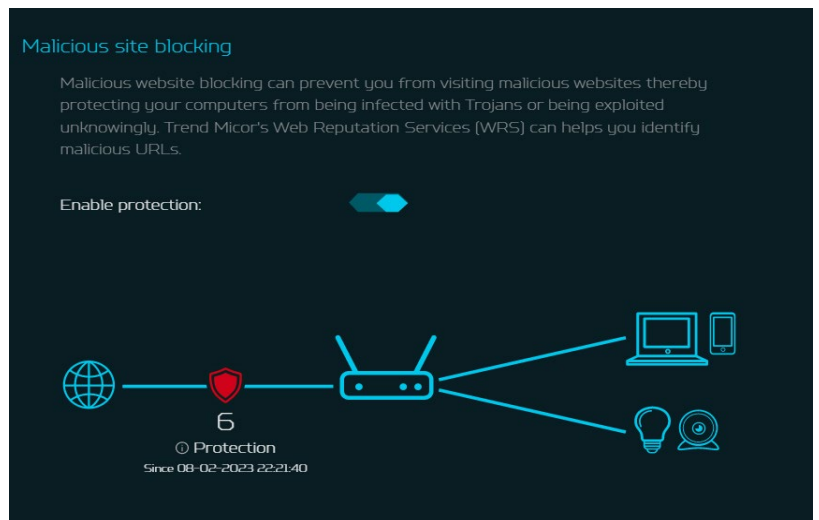 Malicious site blocking
Malicious website blocking can prevent you from visiting malicious websites thereby
protecting your computers from being infected with Trojans or being exploited
unknowingly. Trend Micor's Web Reputation Services (WRS) can helps you identify
malicious URLs.
Enable protection:
6
Protection
Since 08-02-2023 22:21:40